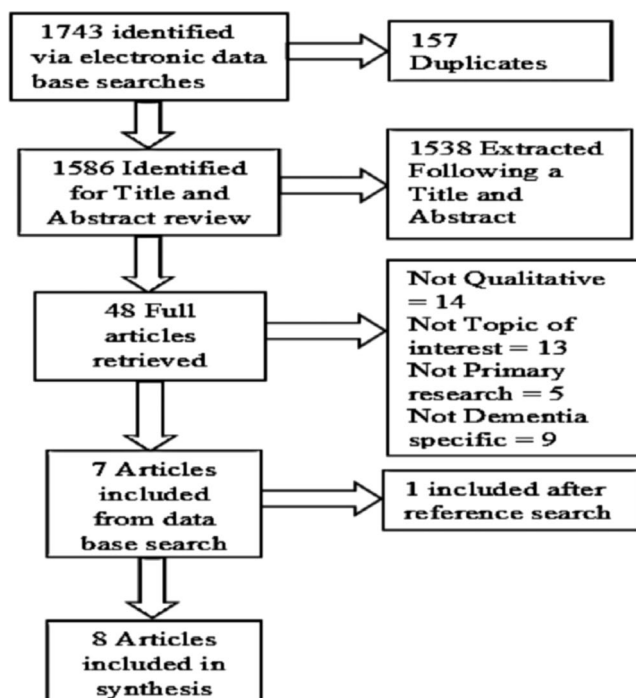 1743 identified
via electronic data
base searches
157
Duplicates
1586 Identified
for Title and
Abstract review
1538 Extracted
Following a
Title and
Abstract
48 Full
articles
retrieved
Not Qualitative
= 14
Not Topic of
interest = 13
Not Primary
research = 5
Not Dementia
specific = 9
7 Articles
included
from data
base search
1 included after
reference search
8 Articles
included in
synthesis